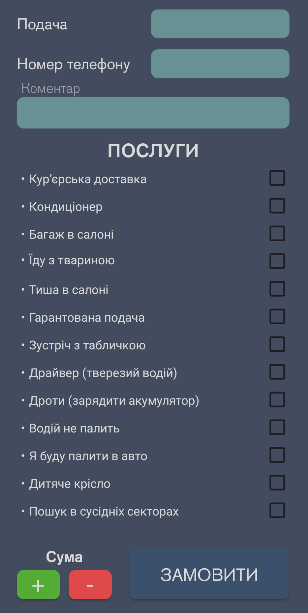 Подача
Номер телефону
Коментар
ПОСЛУГИ
• Кур'єрська доставка
• Кондиціонер
• Багаж в салоні
• Їду з твариною
• Тиша в салоні
• Гарантована подача
• Зустріч з табличкою
• Драйвер (тверезий водій)
• Дроти (зарядити акумулятор)
• Водій не палить
• Я буду палити в авто
• Дитяче крісло
• Пошук в сусідніх секторах
Сума
+ -
ЗАМОВИТИ